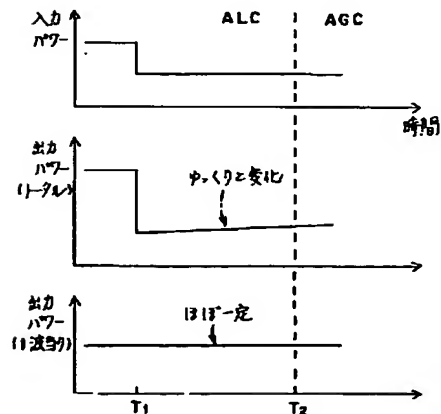 ALC
AGC
入力
パワー
時間
出力
パワー
(トータル)
ゆっくりと変化
出力
パワー
(1波当り)
ほぼ一定
T1
T2